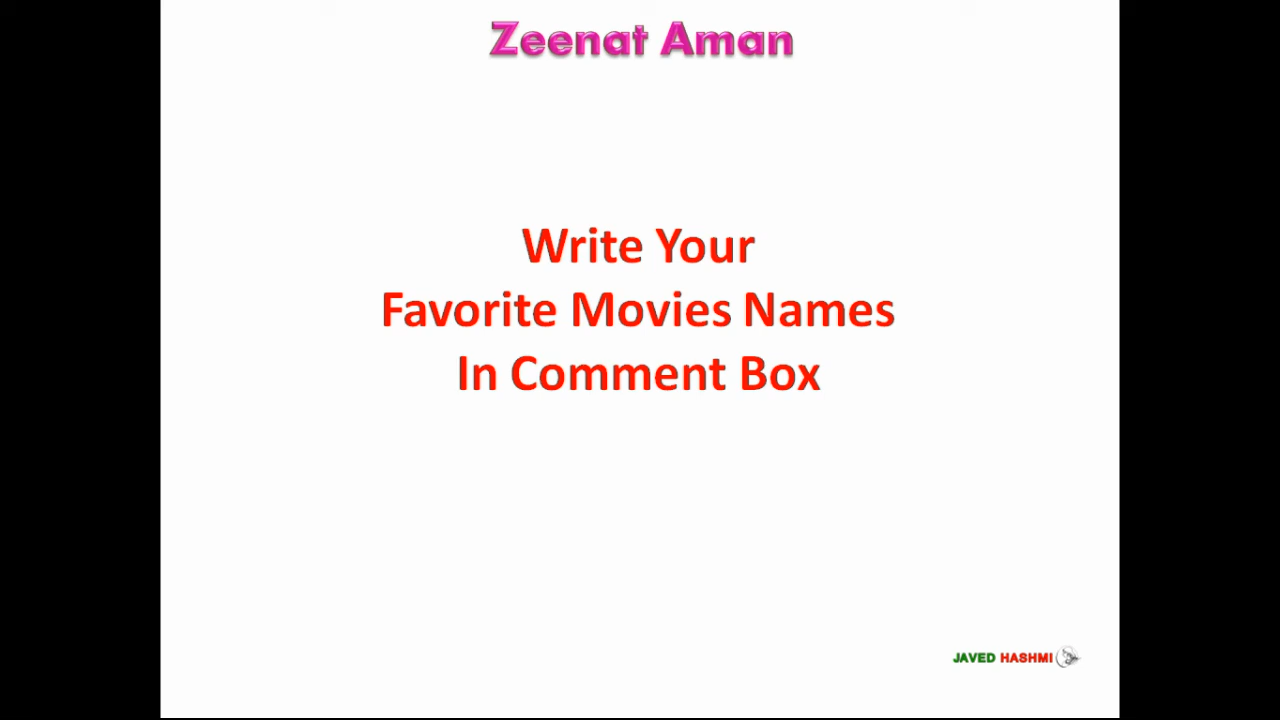 Zeenat Aman
Write Your
Favorite Movies Names
In Comment Box
JAVED HASHMI